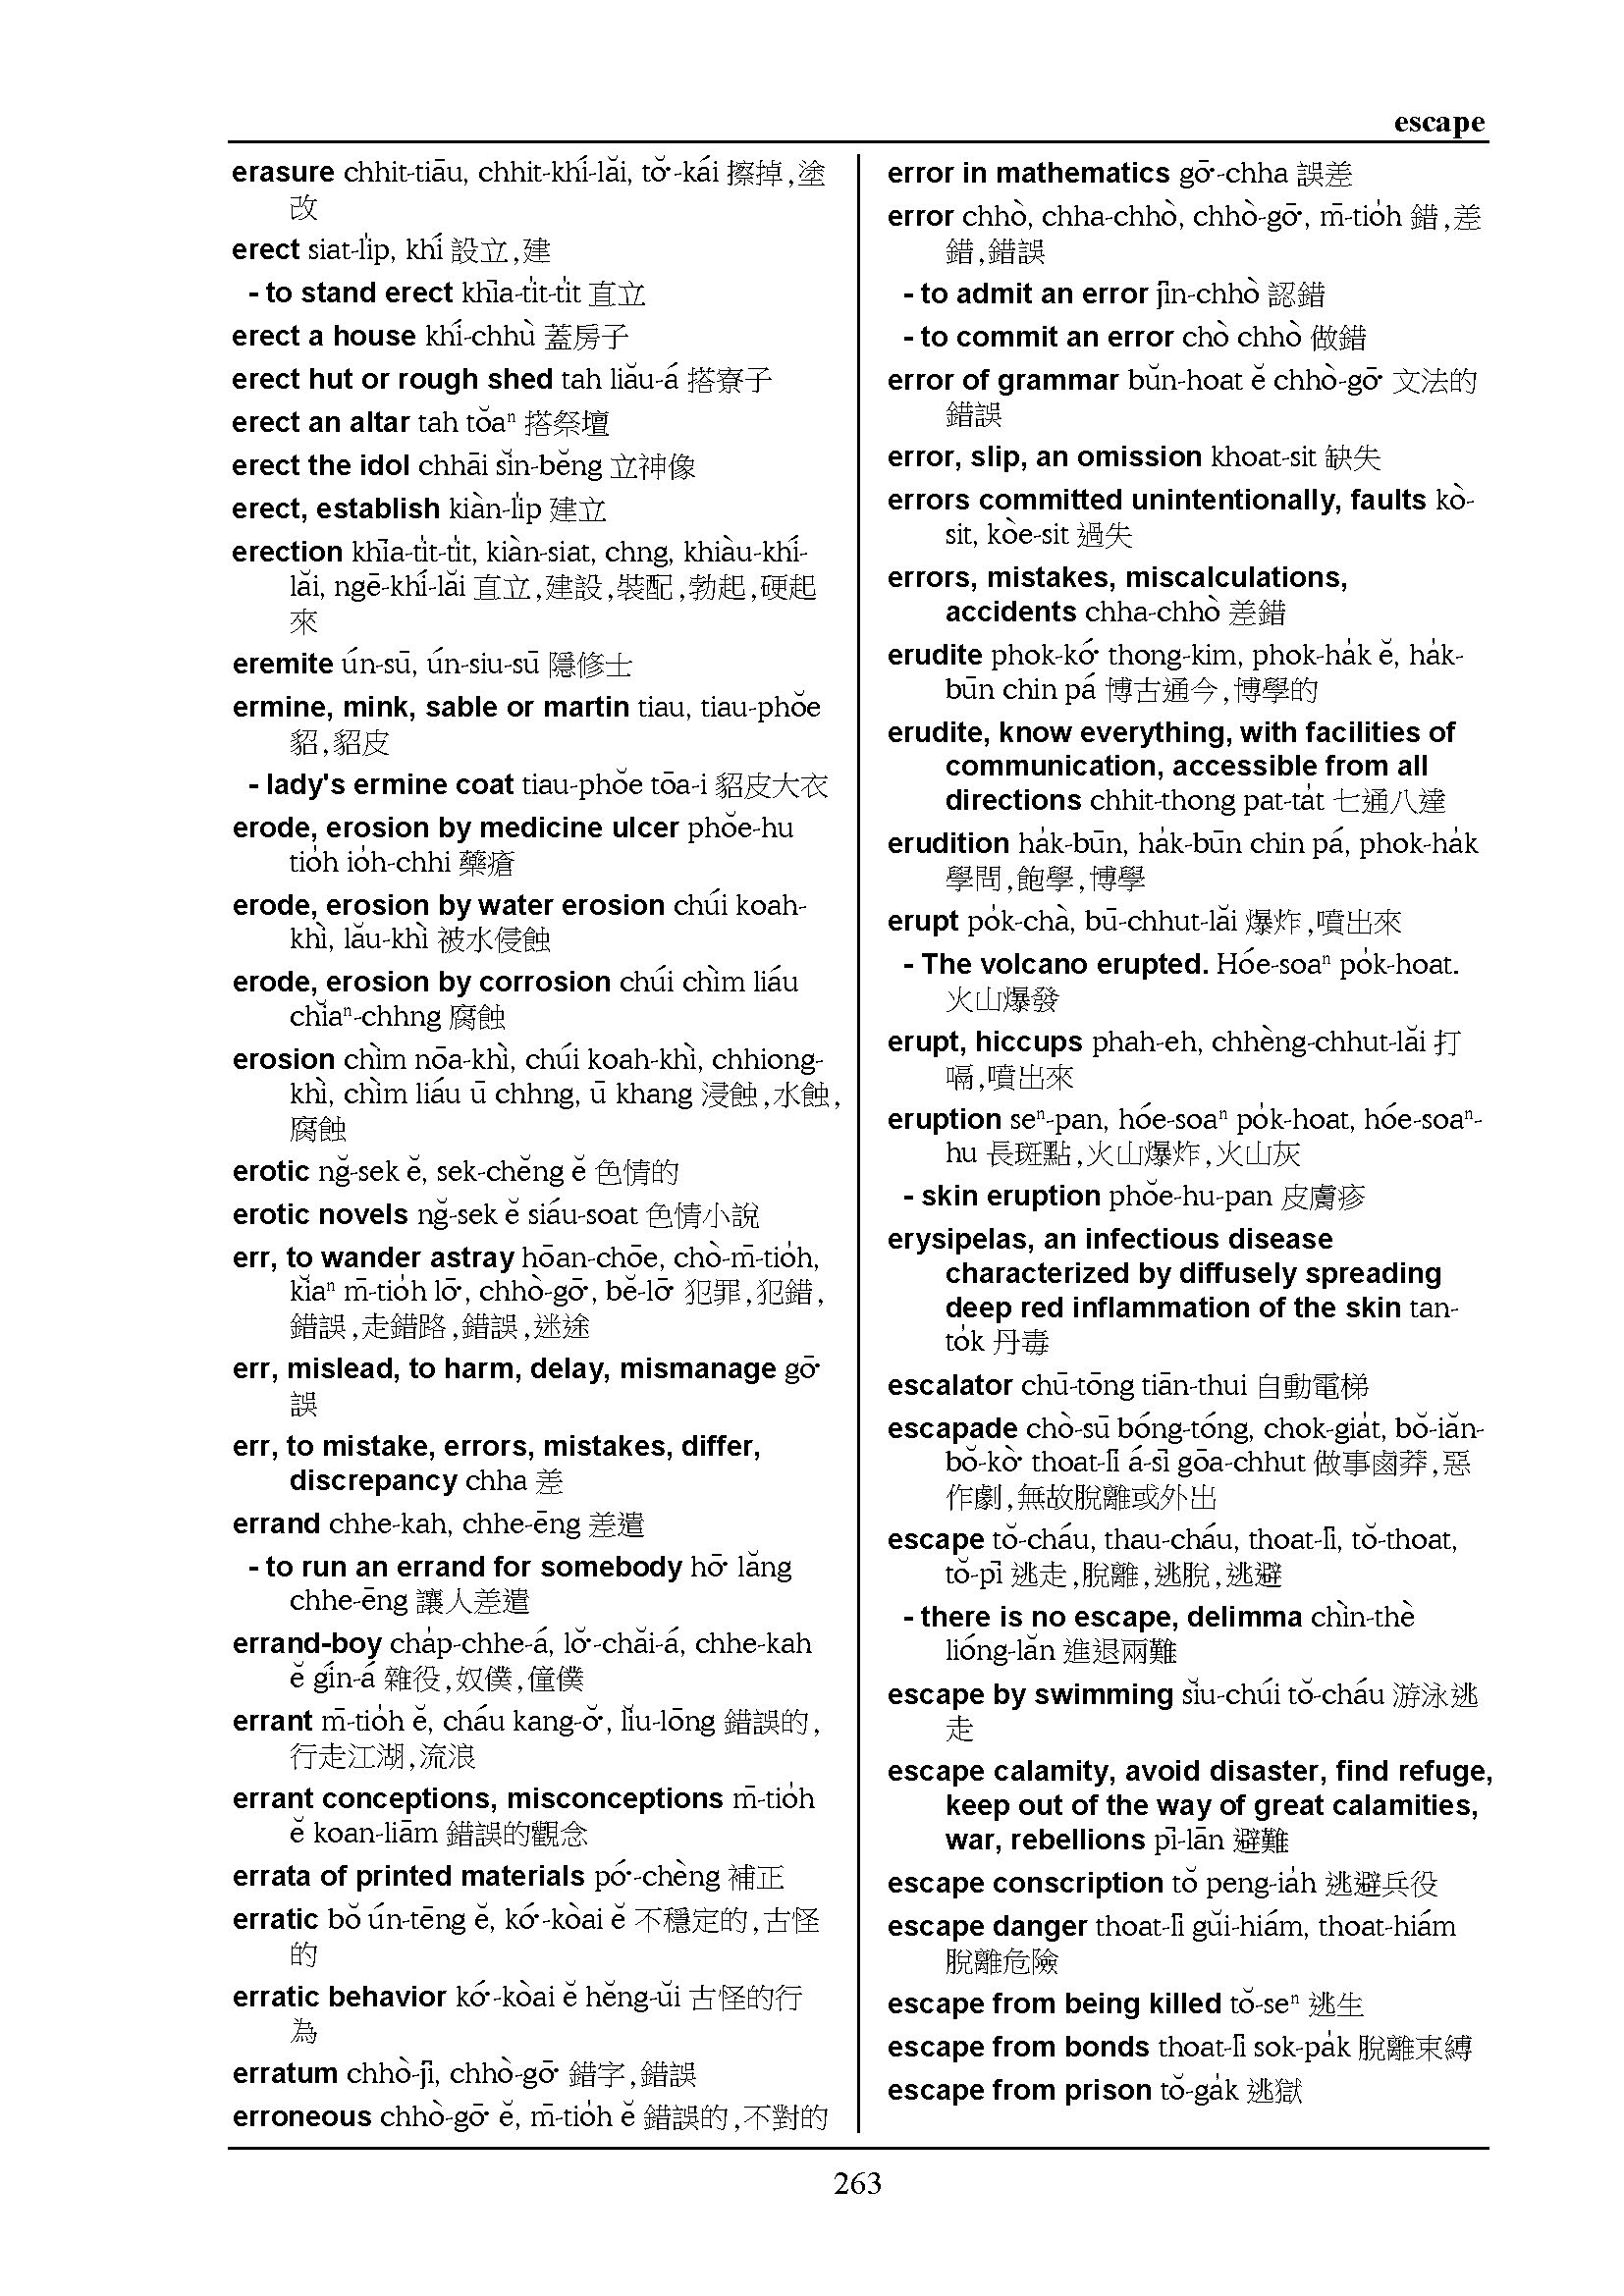 escape
erasure chhit-tiāu, chhit-khí-lăi, tŏ͘-kái 擦掉,塗
改
erect siat-li̍p, khí 設立,建
- to stand erect khīa-ti̍t-ti̍t 直立
erect a house khí-chhù 蓋房子
erect hut or rough shed tah liău-á 搭寮子
erect an altar tah tŏaⁿ 搭祭壇
erect the idol chhāi sĭn-bĕng 立神像
erect, establish kiàn-li̍p 建立
erection khīa-ti̍t-ti̍t, kiàn-siat, chng, khiàu-khí-
lăi, ngē-khí-lăi 直立,建設,裝配,勃起,硬起
來
eremite ún-sū, ún-siu-sū 隱修士
ermine, mink, sable or martin tiau, tiau-phŏe
貂,貂皮
- lady's ermine coat tiau-phŏe tōa-i 貂皮大衣
erode, erosion by medicine ulcer phŏe-hu
tio̍h io̍h-chhi 藥瘡
erode, erosion by water erosion chúi koah-
khì, lău-khì 被水侵蝕
erode, erosion by corrosion chúi chìm liáu
chĭaⁿ-chhng 腐蝕
erosion chìm nōa-khì, chúi koah-khì, chhiong-
khì, chìm liáu ū chhng, ū khang 浸蝕,水蝕,
腐蝕
erotic nğ-sek ĕ, sek-chĕng ĕ 色情的
erotic novels nğ-sek ĕ siáu-soat 色情小說
err, to wander astray hōan-chōe, chò-m̄-tio̍h,
kĭaⁿ m̄-tio̍h lō͘, chhò-gō͘, bĕ-lō͘ 犯罪,犯錯,
錯誤,走錯路,錯誤,迷途
err, mislead, to harm, delay, mismanage gō͘
誤
err, to mistake, errors, mistakes, differ,
discrepancy chha 差
errand chhe-kah, chhe-ēng 差遣
- to run an errand for somebody hō͘ lăng
chhe-ēng 讓人差遣
errand-boy cha̍p-chhe-á, lŏ͘-chăi-á, chhe-kah
ĕ gín-á 雜役,奴僕,僮僕
errant m̄-tio̍h ĕ, cháu kang-ŏ͘, lĭu-lōng 錯誤的,
行走江湖,流浪
errant conceptions, misconceptions m̄-tio̍h
ĕ koan-liām 錯誤的觀念
errata of printed materials pó͘-chèng 補正
erratic bŏ ún-tēng ĕ, kó͘-kòai ĕ 不穩定的,古怪
的
erratic behavior kó͘-kòai ĕ hĕng-ŭi 古怪的行
為
erratum chhò-jī, chhò-gō͘ 錯字,錯誤
erroneous chhò-gō͘ ĕ, m̄-tio̍h ĕ 錯誤的,不對的
error in mathematics gō͘-chha 誤差
error chhò, chha-chhò, chhò-gō͘, m̄-tio̍h 錯,差
錯,錯誤
- to admit an error jīn-chhò 認錯
- to commit an error chò chhò 做錯
error of grammar bŭn-hoat ĕ chhò-gō͘ 文法的
錯誤
error, slip, an omission khoat-sit 缺失
errors committed unintentionally, faults kò-
sit, kòe-sit 過失
errors, mistakes, miscalculations,
accidents chha-chhò 差錯
erudite phok-kó͘ thong-kim, phok-ha̍k ĕ, ha̍k-
būn chin pá 博古通今,博學的
erudite, know everything, with facilities of
communication, accessible from all
directions chhit-thong pat-ta̍t 七通八達
erudition ha̍k-būn, ha̍k-būn chin pá, phok-ha̍k
學問,飽學,博學
erupt po̍k-chà, bū-chhut-lăi 爆炸,噴出來
- The volcano erupted. Hóe-soaⁿ po̍k-hoat.
火山爆發
erupt, hiccups phah-eh, chhèng-chhut-lăi 打
嗝,噴出來
eruption seⁿ-pan, hóe-soaⁿ po̍k-hoat, hóe-soaⁿ-
hu 長斑點,火山爆炸,火山灰
- skin eruption phŏe-hu-pan 皮膚疹
erysipelas, an infectious disease
characterized by diffusely spreading
deep red inflammation of the skin tan-
to̍k 丹毒
escalator chū-tōng tiān-thui 自動電梯
escapade chò-sū bóng-tóng, chok-gia̍t, bŏ-iăn-
bŏ-kò͘ thoat-lī á-sī gōa-chhut 做事鹵莽,惡
作劇,無故脫離或外出
escape tŏ-cháu, thau-cháu, thoat-lī, tŏ-thoat,
tŏ-pī 逃走,脫離,逃脫,逃避
- there is no escape, delimma chìn-thè
lióng-lăn 進退兩難
escape by swimming sĭu-chúi tŏ-cháu 游泳逃
走
escape calamity, avoid disaster, find refuge,
keep out of the way of great calamities,
war, rebellions pī-lān 避難
escape conscription tŏ peng-ia̍h 逃避兵役
escape danger thoat-lī gŭi-hiám, thoat-hiám
脫離危險
escape from being killed tŏ-seⁿ 逃生
escape from bonds thoat-lī sok-pa̍k 脫離束縛
escape from prison tŏ-ga̍k 逃獄
263